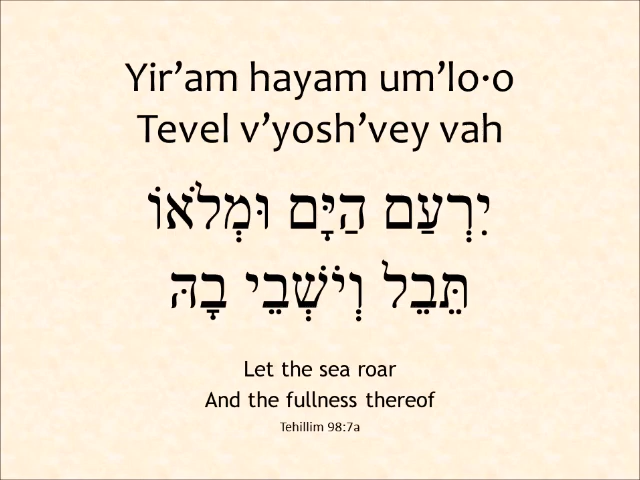 Yir’am hayam um’lo·o
Tevel v’yosh’vey vah
יִרְעַם הַיָּם וּמְלֹאוֹ
תֵּבֵל וְיֹשְׁבֵי בָהּ
Let the sea roar
And the fullness thereof
Tehillim 98:7a